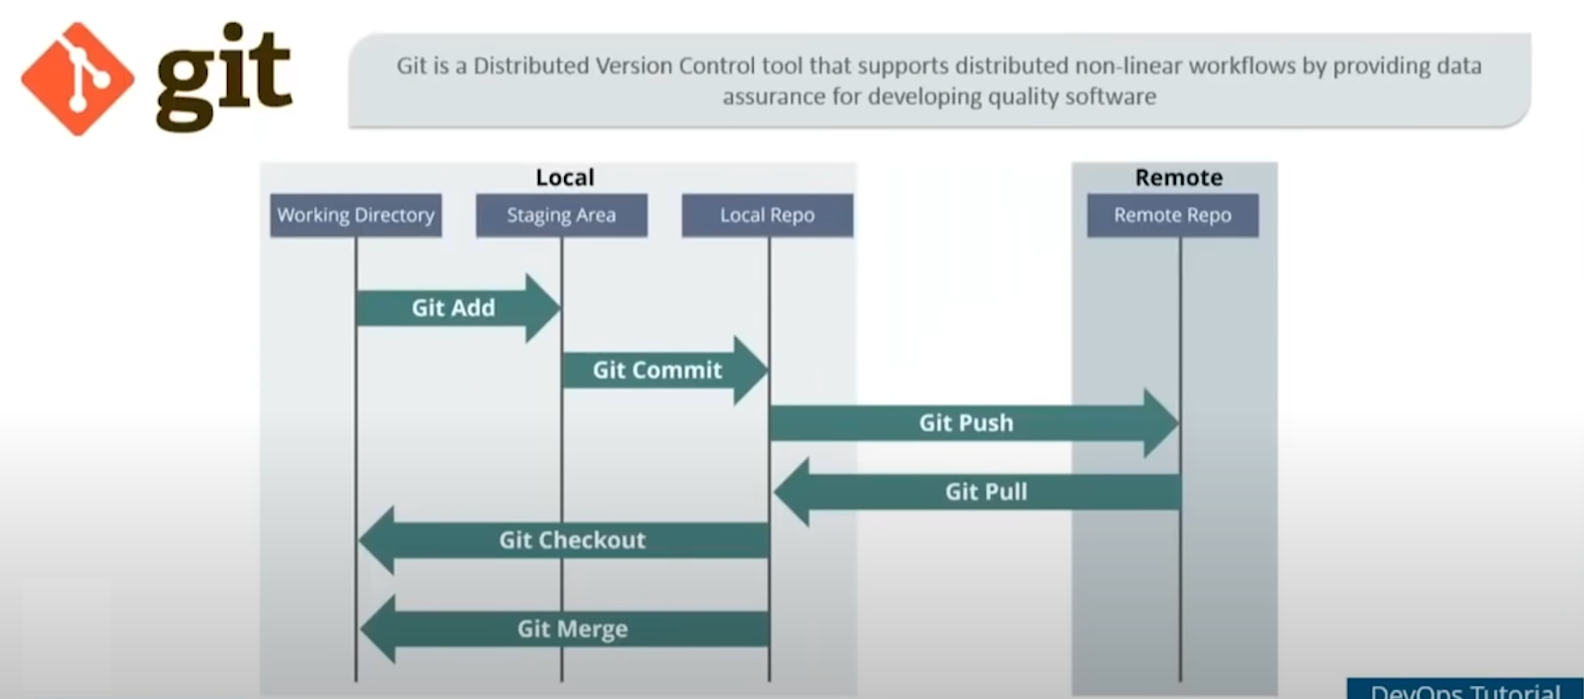 git
Git is a Distributed Version Control tool that supports distributed non-linear workflows by providing data
assurance for developing quality software
Local
Remote
Working Directory
Staging Area
Local Repo
Remote Repo
Git Add
Git Commit
Git Push
Git Pull
Git Checkout
Git Merge
DevOps Tutorial